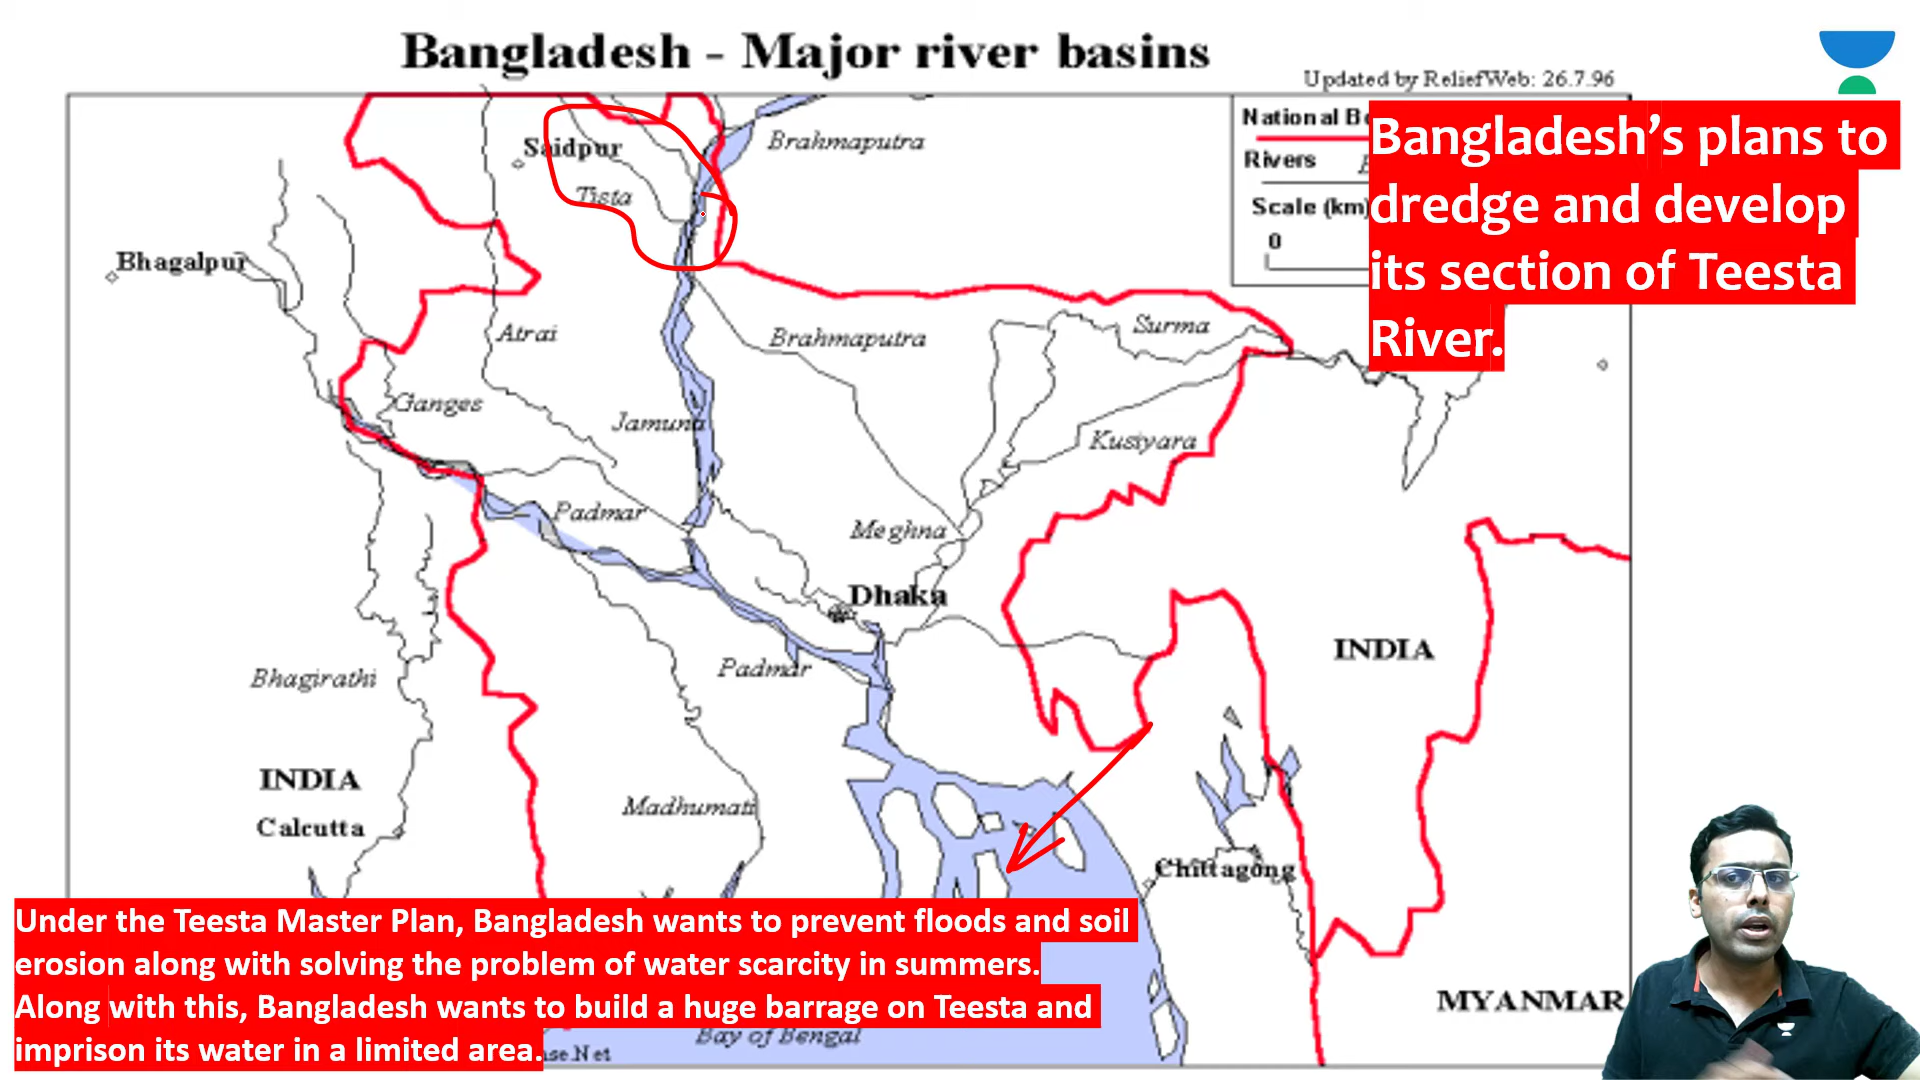 Bangladesh - Major river basins
Updated by ReliefWeb: 26.7.96
National
Rivers
Scale (km)
0
Bangladesh’s plans to
dredge and develop
its section of Teesta
River.
Brahmaputra
Saidpur
Tista
Bhagalpur
Atrai
Brahmaputra
Surma
Ganges
Jamuna
Kusiyara
Padmar
Meghna
Dhaka
INDIA
Bhagirathi
Padmar
INDIA
Calcutta
Madhumati
Chittagong
MYANMAR
Under the Teesta Master Plan, Bangladesh wants to prevent floods and soil
erosion along with solving the problem of water scarcity in summers.
Along with this, Bangladesh wants to build a huge barrage on Teesta and
imprison its water in a limited area.
Bay of Bengal